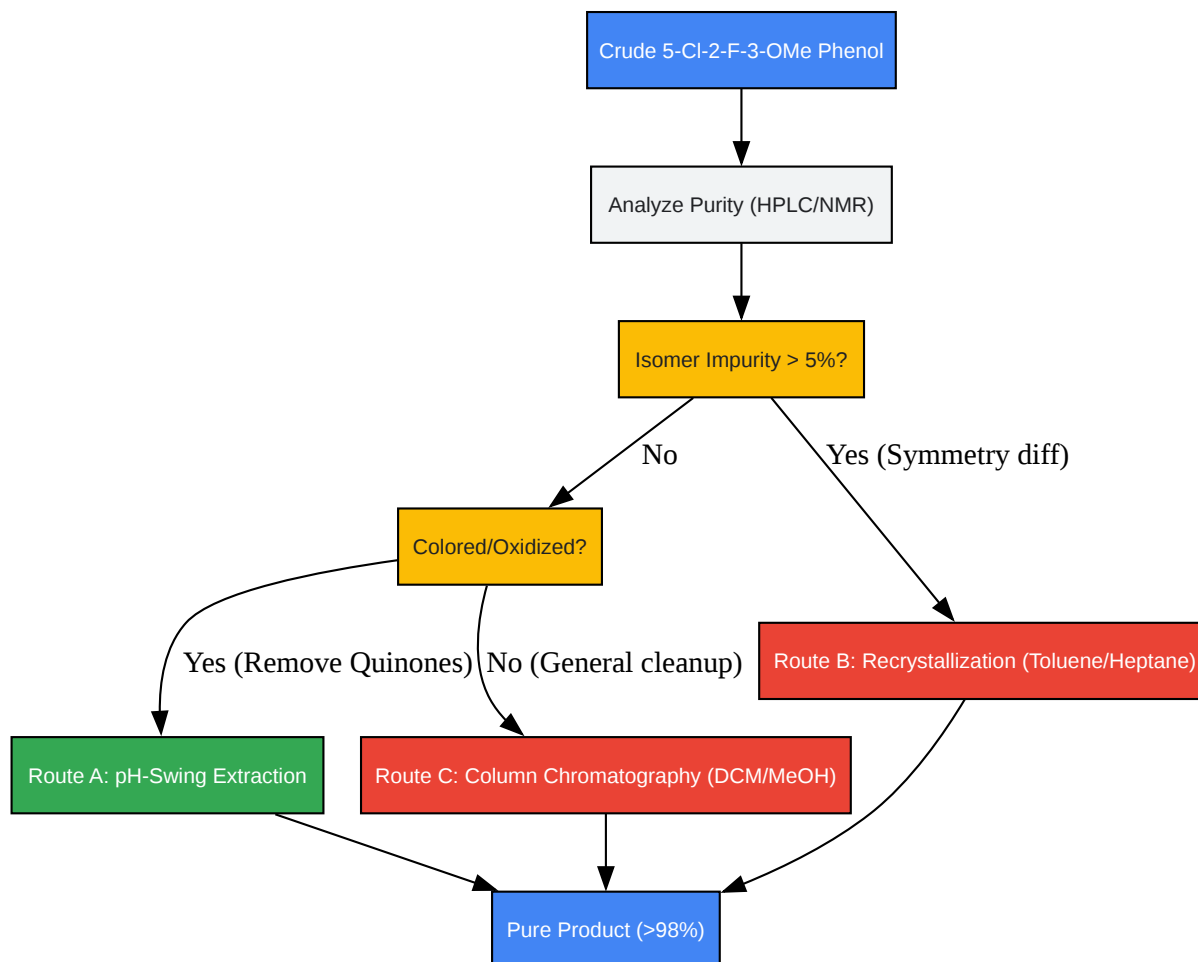 Crude 5-Cl-2-F-3-OMe Phenol
Analyze Purity (HPLC/NMR)
Isomer Impurity > 5%?
No
Yes (Symmetry diff)
Colored/Oxidized?
Yes (Remove Quinones)
No (General cleanup)
Route B: Recrystallization (Toluene/Heptane)
Route A: pH-Swing Extraction
Route C: Column Chromatography (DCM/MeOH)
Pure Product (>98%)